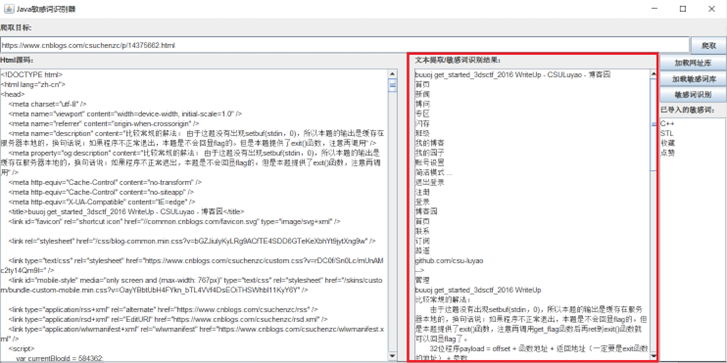 Java敏感词识别器
爬取目标:
https://www.cnblogs.com/csuchenzc/p/14375662.html
爬取
Html源码:
<!DOCTYPE html>
<html lang="zh-cn">
<head>
<meta charset="utf-8" />
<meta name="viewport" content="width=device-width, initial-scale=1.0" />
<meta name="referrer" content="origin-when-crossorigin" />
<meta name="description" content="比较常规的解法： 由于这题没有出现setbuf(stdin，0)，所以本题的输出是缓存在
服务器本地的，换句话说：如果程序不正常退出，本题是不会回显flag的。但是本题提供了exit()函数，注意再调用" />
<meta property="og:description" content="比较常规的解法： 由于这题没有出现setbuf(stdin，0)，所以本题的输出是缓
存在服务器本地的，换句话说：如果程序不正常退出，本题是不会回显flag的。但是本题提供了exit()函数，注意再调
用" />
<meta http-equiv="Cache-Control" content="no-transform" />
<meta http-equiv="Cache-Control" content="no-siteapp" />
<meta http-equiv="X-UA-Compatible" content="IE=edge" />
<title>buuoj get_started_3dsctf_2016 WriteUp - CSULuyao - 博客园</title>
<link id="favicon" rel="shortcut icon" href="//common.cnblogs.com/favicon.svg" type="image/svg+xml" />
<link rel="stylesheet" href="/css/blog-common.min.css?v=
<link type="text/css" rel="stylesheet" href="https://www.cnblogs.com/csuchenzc/custom.css?v=
<link id="mobile-style" media="only screen and (max-width: 767px)" type="text/css" rel="stylesheet" href="/skins/custo
m/bundle-custom-mobile.min.css?v=
<link type="application/rss+xml" rel="alternate" href="https://www.cnblogs.com/csuchenzc/rss" />
<link type="application/rsd+xml" rel="EditURI" href="https://www.cnblogs.com/csuchenzc/rsd.xml" />
<link type="application/wlwmanifest+xml" rel="wlwmanifest" href="https://www.cnblogs.com/csuchenzc/wlwmanifest.x
ml" />
<script>
var currentBlogId = 584362;
文本提取/敏感词识别结果:
buuoj get_started_3dsctf_2016 WriteUp - CSULuyao - 博客园
首页
新闻
博问
专区
闪存
班级
我的博客
我的园子
账号设置
简洁模式 ...
退出登录
注册
登录
博客园
首页
联系
订阅
github.com/csu-luyao
-->
管理
buuoj get_started_3dsctf_2016 WriteUp
比较常规的解法：
由于这题没有出现setbuf(stdin，0)，所以本题的输出是缓存在服务
器本地的，换句话说：如果程序不正常退出，本题是不会回显flag的。但
是本题提供了exit()函数，注意再调用get_flag函数后再ret到exit()函数就
可以回显flag了。
32位程序payload = offset + 函数地址 + 返回地址（一定要是exit函数
的地址）+ 参数
加载网址库
加载敏感词库
敏感词识别
已导入的敏感词:
C++
STL
收藏
点赞